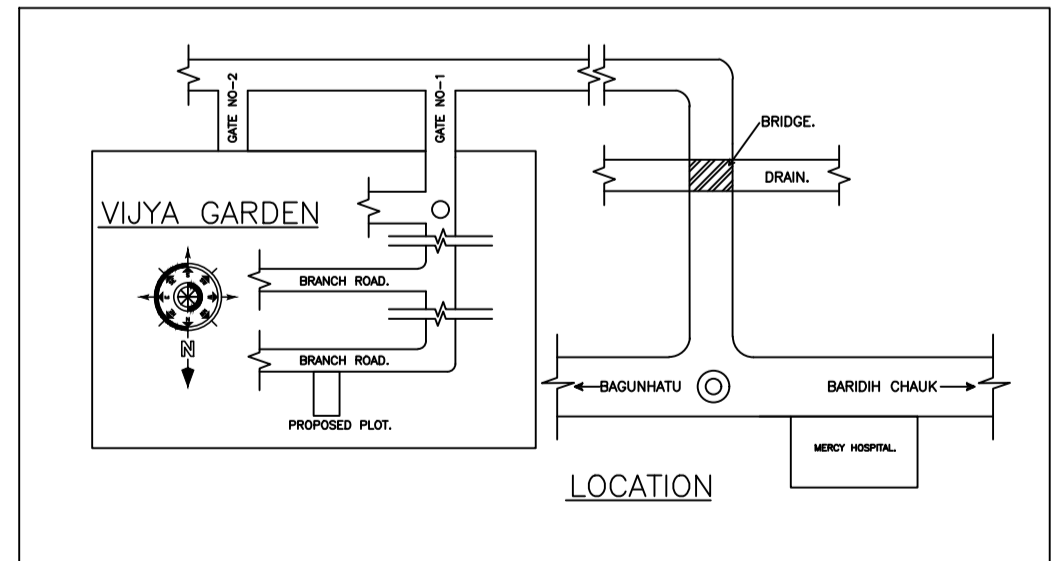 GATE NO-2
GATE NO-1
BRIDGE.
DRAIN.
VIJYA GARDEN
BRANCH ROAD.
N
BRANCH ROAD.
BAGUNHATU
BARIDIH CHAUK
PROPOSED PLOT.
MERCY HOSPITAL.
LOCATION